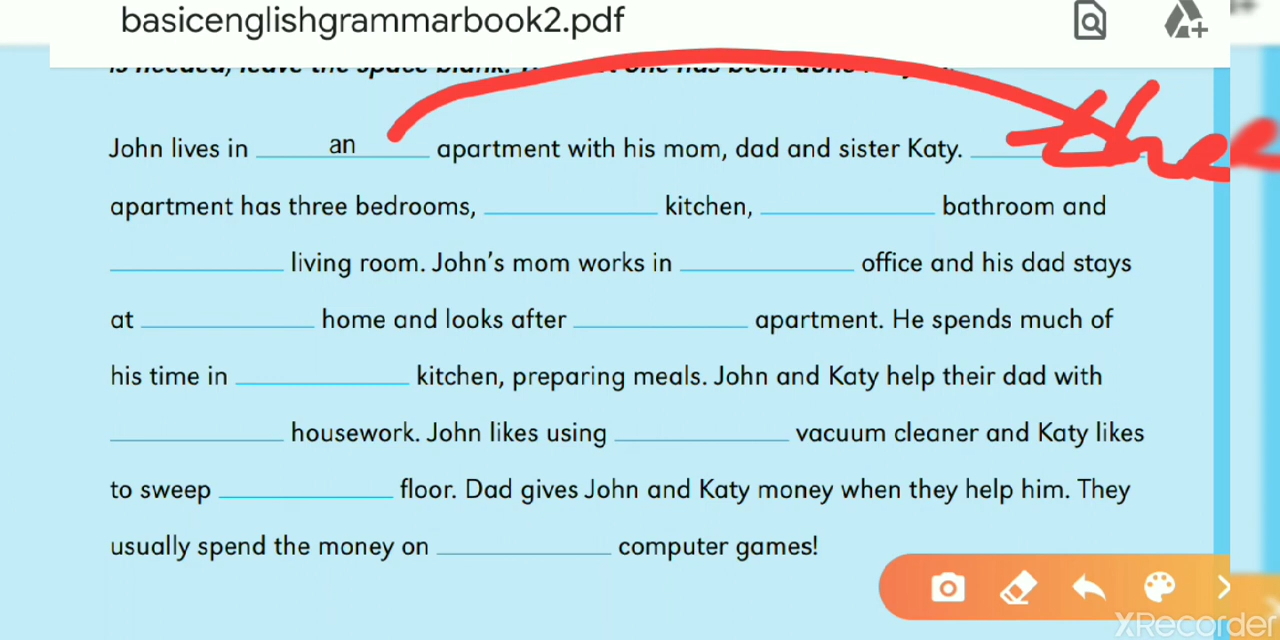 basicenglishgrammarbook2.pdf
John lives in an apartment with his mom, dad and sister Katy. the
apartment has three bedrooms, kitchen, bathroom and
living room. John's mom works in office and his dad stays
at home and looks after apartment. He spends much of
his time in kitchen, preparing meals. John and Katy help their dad with
housework. John likes using vacuum cleaner and Katy likes
to sweep floor. Dad gives John and Katy money when they help him. They
usually spend the money on computer games!
XRecorder